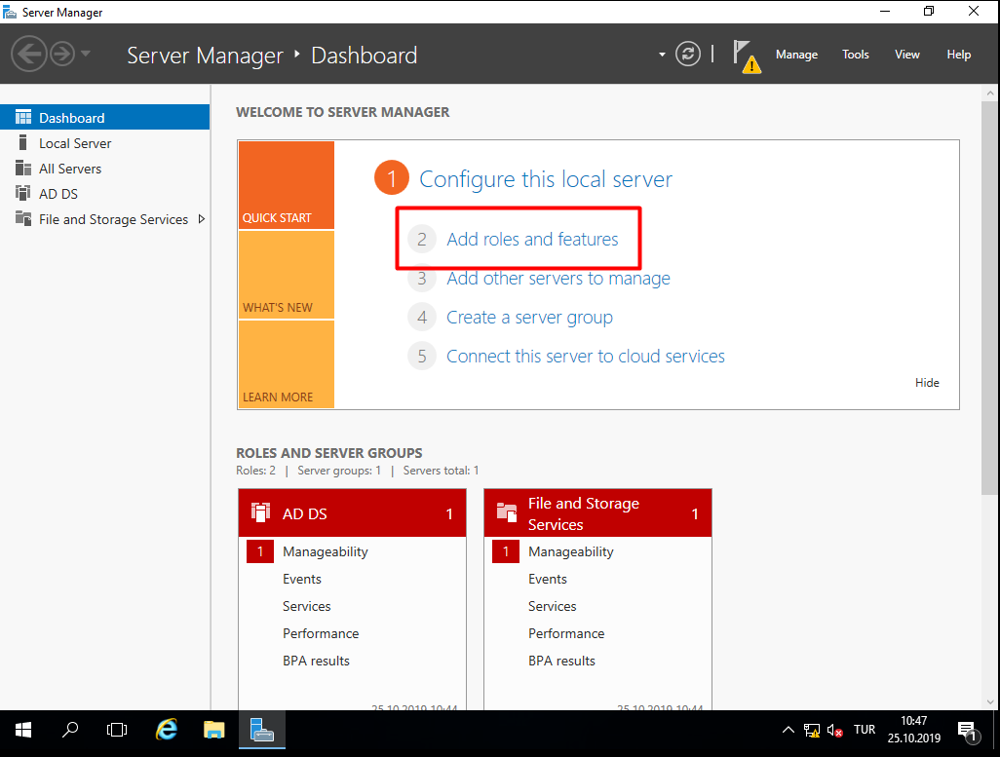 Server Manager
Server Manager ‣ Dashboard
Manage Tools View Help
Dashboard
Local Server
All Servers
AD DS
File and Storage Services
WELCOME TO SERVER MANAGER
QUICK START
WHAT'S NEW
LEARN MORE
1 Configure this local server
2 Add roles and features
3 Add other servers to manage
4 Create a server group
5 Connect this server to cloud services
Hide
ROLES AND SERVER GROUPS
Roles: 2 | Server groups: 1 | Servers total: 1
AD DS 1
1 Manageability
Events
Services
Performance
BPA results
25.10.2019 10:44
File and Storage
Services 1
1 Manageability
Events
Services
Performance
BPA results
25.10.2019 10:44
TUR
10:47
25.10.2019
1